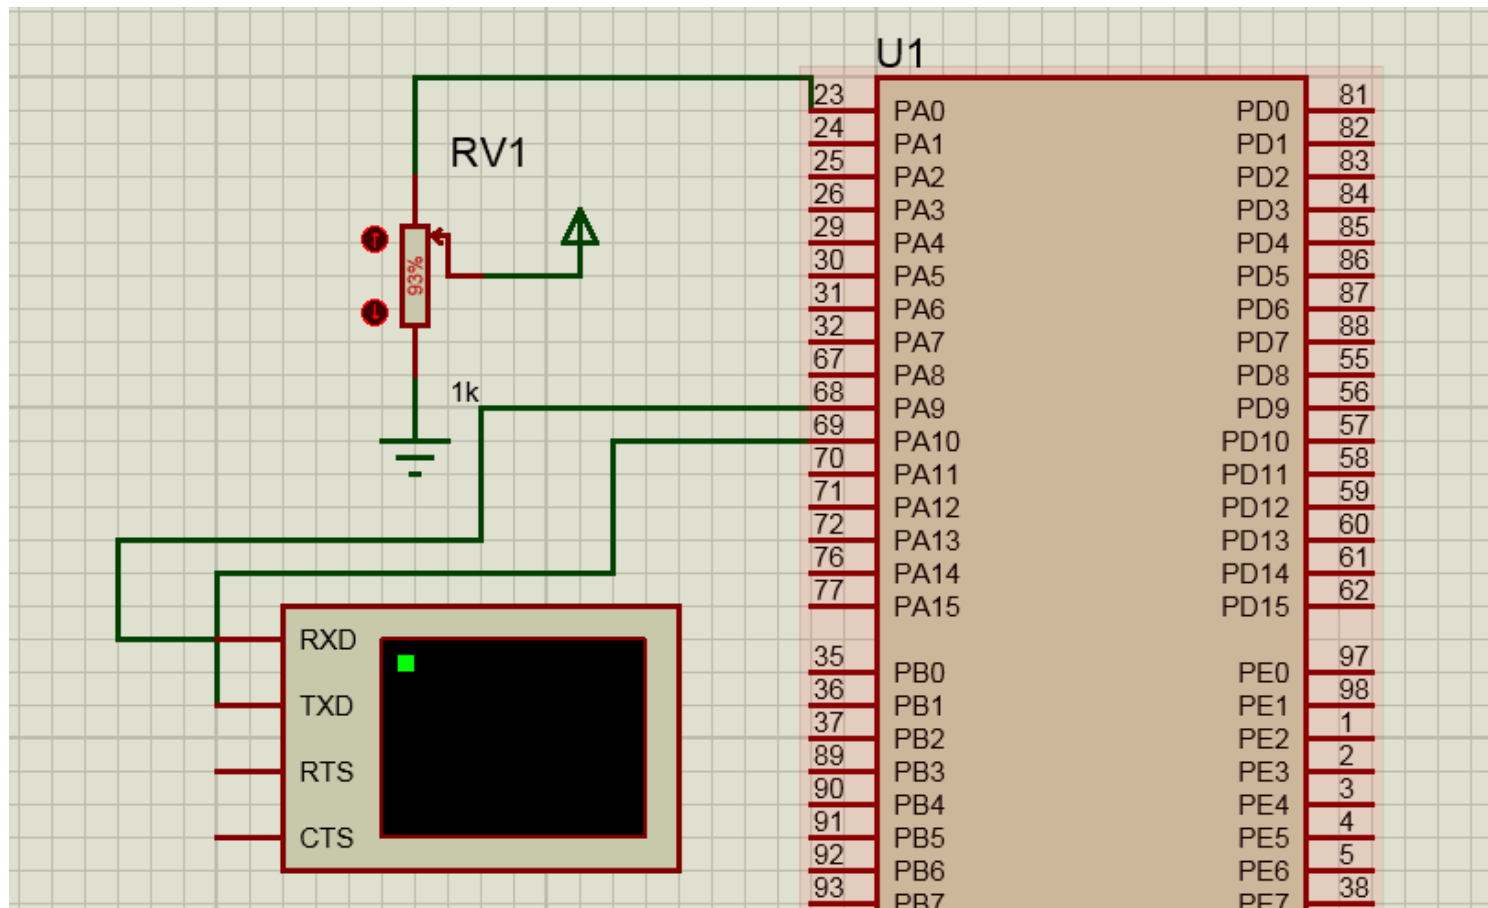 U1
RV1
93%
1k
23 PA0 PD0 81
24 PA1 PD1 82
25 PA2 PD2 83
26 PA3 PD3 84
29 PA4 PD4 85
30 PA5 PD5 86
31 PA6 PD6 87
32 PA7 PD7 88
67 PA8 PD8 55
68 PA9 PD9 56
69 PA10 PD10 57
70 PA11 PD11 58
71 PA12 PD12 59
72 PA13 PD13 60
76 PA14 PD14 61
77 PA15 PD15 62
35 PB0 PE0 97
36 PB1 PE1 98
37 PB2 PE2 1
89 PB3 PE3 2
90 PB4 PE4 3
91 PB5 PE5 4
92 PB6 PE6 5
93 PB7 PE7 38
RXD
TXD
RTS
CTS